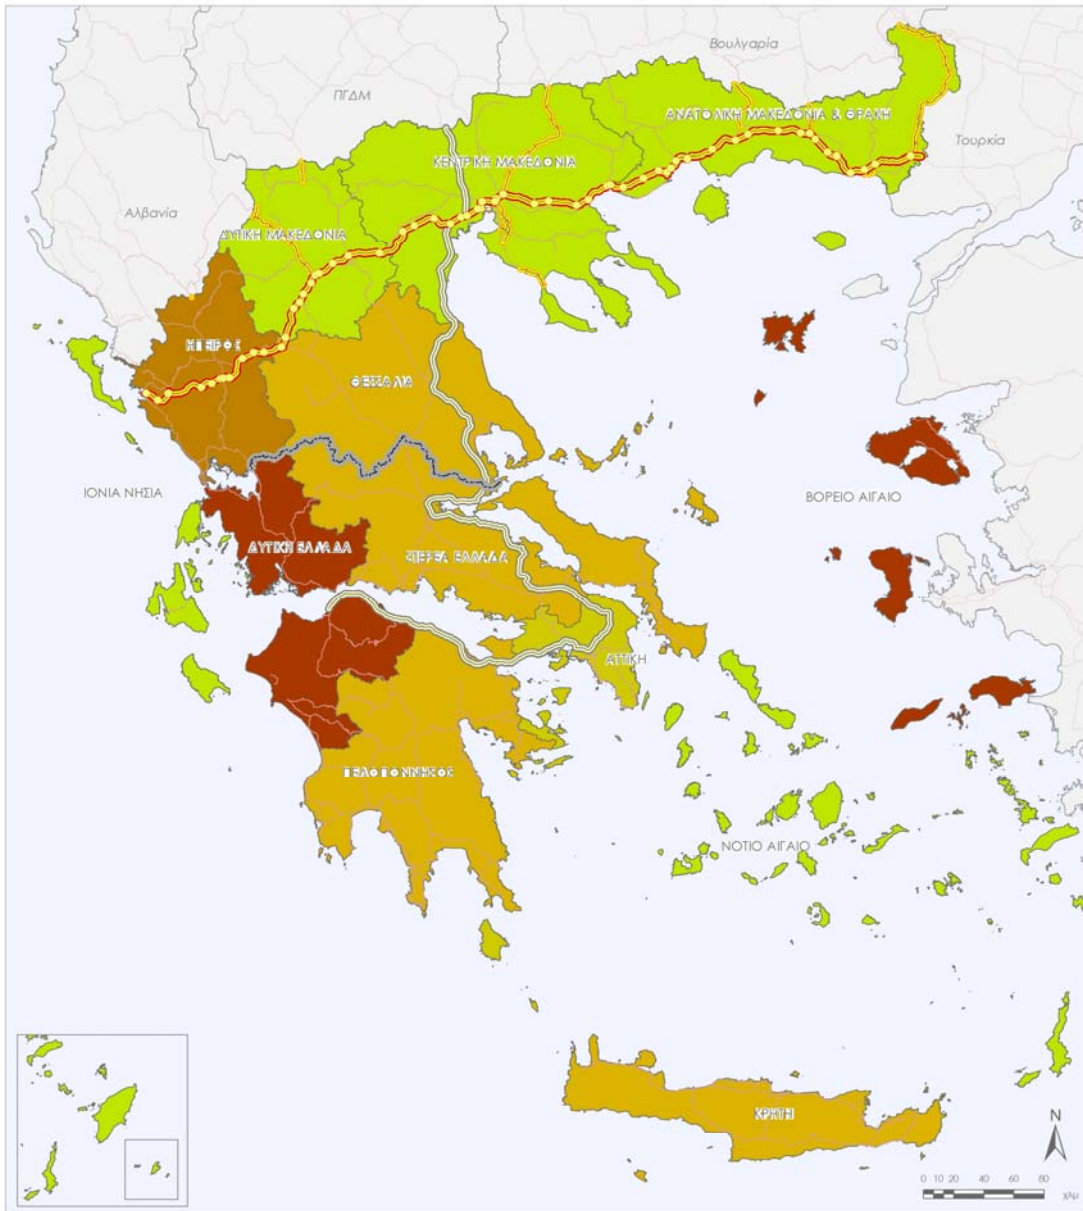 Βουλγαρία
ΠΓΔΜ
ΑΝΑΤΟΛΙΚΗ ΜΑΚΕΔΟΝΙΑ & ΘΡΑΚΗ
Τουρκία
ΚΕΝΤΡΙΚΗ ΜΑΚΕΔΟΝΙΑ
Αλβανία
ΔΥΤΙΚΗ ΜΑΚΕΔΟΝΙΑ
ΗΠΕΙΡΟΣ
ΘΕΣΣΑΛΙΑ
ΙΟΝΙΑ ΝΗΣΙΑ
ΒΟΡΕΙΟ ΑΙΓΑΙΟ
ΔΥΤΙΚΗ ΕΛΛΑΔΑ
ΣΤΕΡΕΑ ΕΛΛΑΔΑ
ΑΤΤΙΚΗ
ΠΕΛΟΠΟΝΝΗΣΟΣ
ΝΟΤΙΟ ΑΙΓΑΙΟ
ΚΡΗΤΗ
N
0 10 20 40 60 80
χλμ